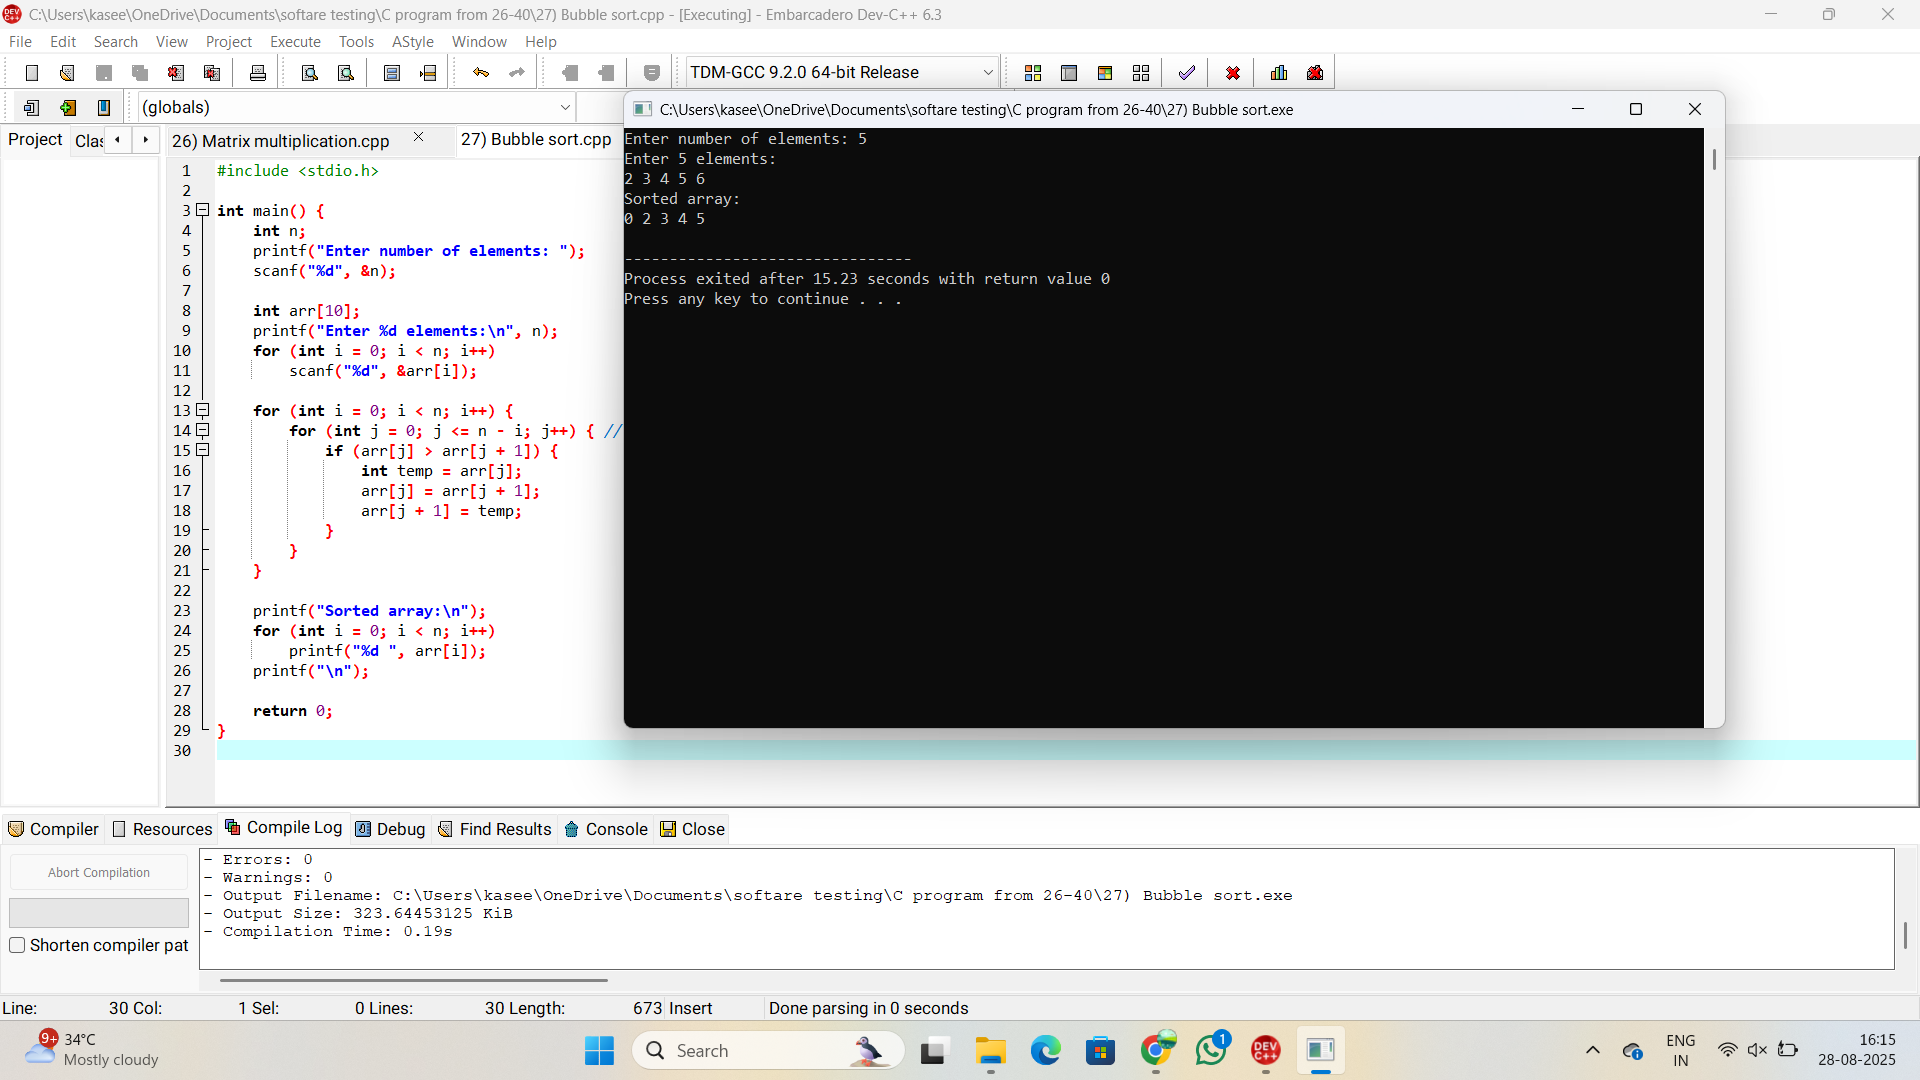 C:\Users\kasee\OneDrive\Documents\softare testing\C program from 26-40\27) Bubble sort.cpp - [Executing] - Embarcadero Dev-C++ 6.3
File Edit Search View Project Execute Tools AStyle Window Help
TDM-GCC 9.2.0 64-bit Release
(globals)
Project Clas
26) Matrix multiplication.cpp
27) Bubble sort.cpp
1 #include <stdio.h>
2
3 int main() {
4 int n;
5 printf("Enter number of elements: ");
6 scanf("%d", &n);
7
8 int arr[10];
9 printf("Enter %d elements:\n", n);
10 for (int i = 0; i < n; i++)
11 scanf("%d", &arr[i]);
12
13 for (int i = 0; i < n; i++) {
14 for (int j = 0; j <= n - i; j++) { //
15 if (arr[j] > arr[j + 1]) {
16 int temp = arr[j];
17 arr[j] = arr[j + 1];
18 arr[j + 1] = temp;
19 }
20 }
21 }
22
23 printf("Sorted array:\n");
24 for (int i = 0; i < n; i++)
25 printf("%d ", arr[i]);
26 printf("\n");
27
28 return 0;
29 }
30
C:\Users\kasee\OneDrive\Documents\softare testing\C program from 26-40\27) Bubble sort.exe
Enter number of elements: 5
Enter 5 elements:
2 3 4 5 6
Sorted array:
0 2 3 4 5
--------------------------------
Process exited after 15.23 seconds with return value 0
Press any key to continue . . .
Compiler Resources Compile Log Debug Find Results Console Close
Abort Compilation
Shorten compiler pat
- Errors: 0
- Warnings: 0
- Output Filename: C:\Users\kasee\OneDrive\Documents\softare testing\C program from 26-40\27) Bubble sort.exe
- Output Size: 323.64453125 KiB
- Compilation Time: 0.19s
Line: 30 Col: 1 Sel: 0 Lines: 30 Length: 673 Insert Done parsing in 0 seconds
9+
34°C
Mostly cloudy
Search
1
DEV C++
ENG
IN
16:15
28-08-2025